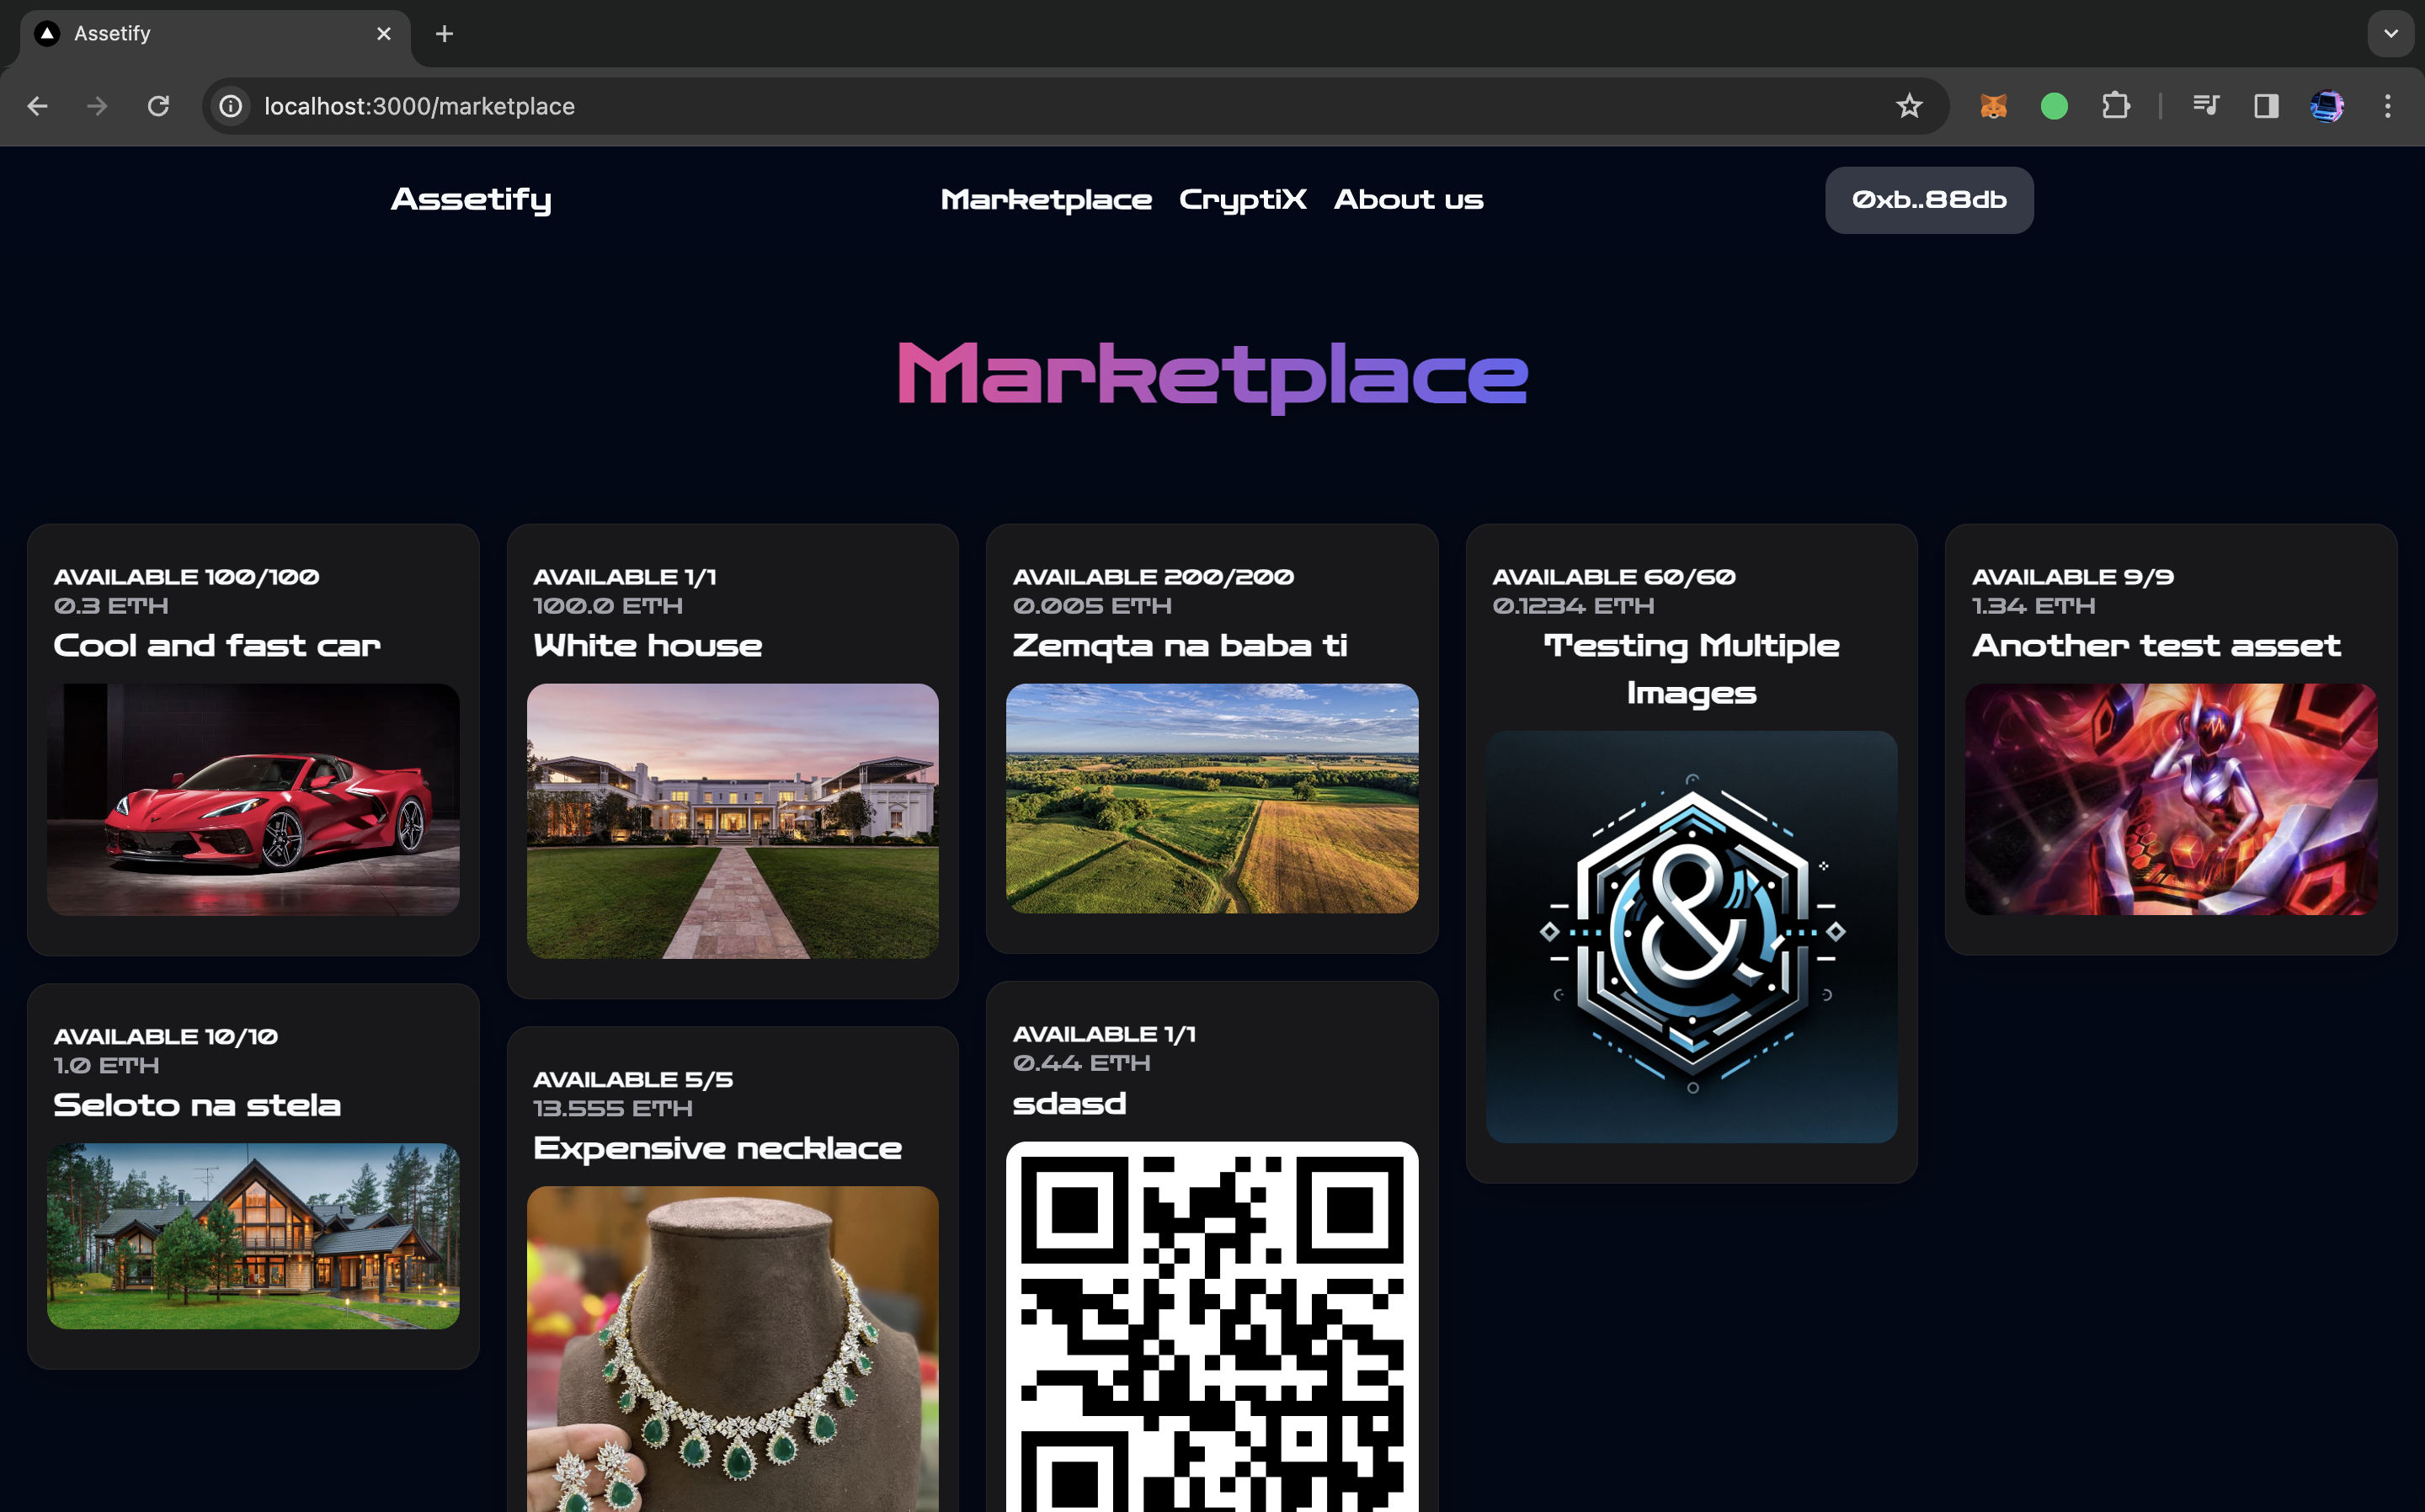 Assetify
localhost:3000/marketplace
Assetify
Marketplace CryptiX About us
0xb..88db
Marketplace
AVAILABLE 100/100
0.3 ETH
Cool and fast car
AVAILABLE 1/1
100.0 ETH
White house
AVAILABLE 200/200
0.005 ETH
Zemqta na baba ti
AVAILABLE 60/60
0.1234 ETH
Testing Multiple
Images
&
AVAILABLE 9/9
1.34 ETH
Another test asset
AVAILABLE 10/10
1.0 ETH
Seloto na stela
AVAILABLE 5/5
13.555 ETH
Expensive necklace
AVAILABLE 1/1
0.44 ETH
sdasd